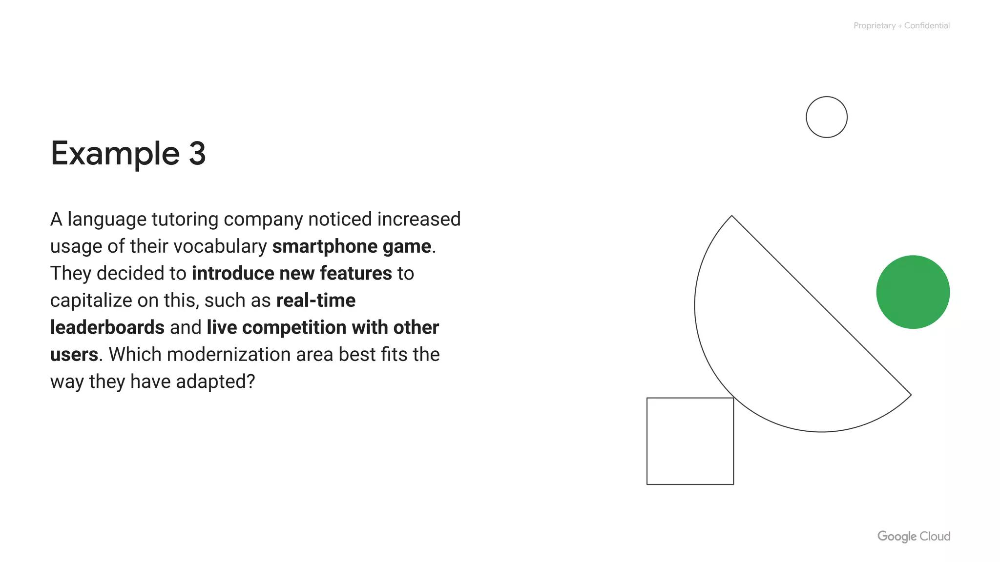 Proprietary + Confidential
Example 3
A language tutoring company noticed increased
usage of their vocabulary smartphone game.
They decided to introduce new features to
capitalize on this, such as real-time
leaderboards and live competition with other
users. Which modernization area best fits the
way they have adapted?
Google Cloud